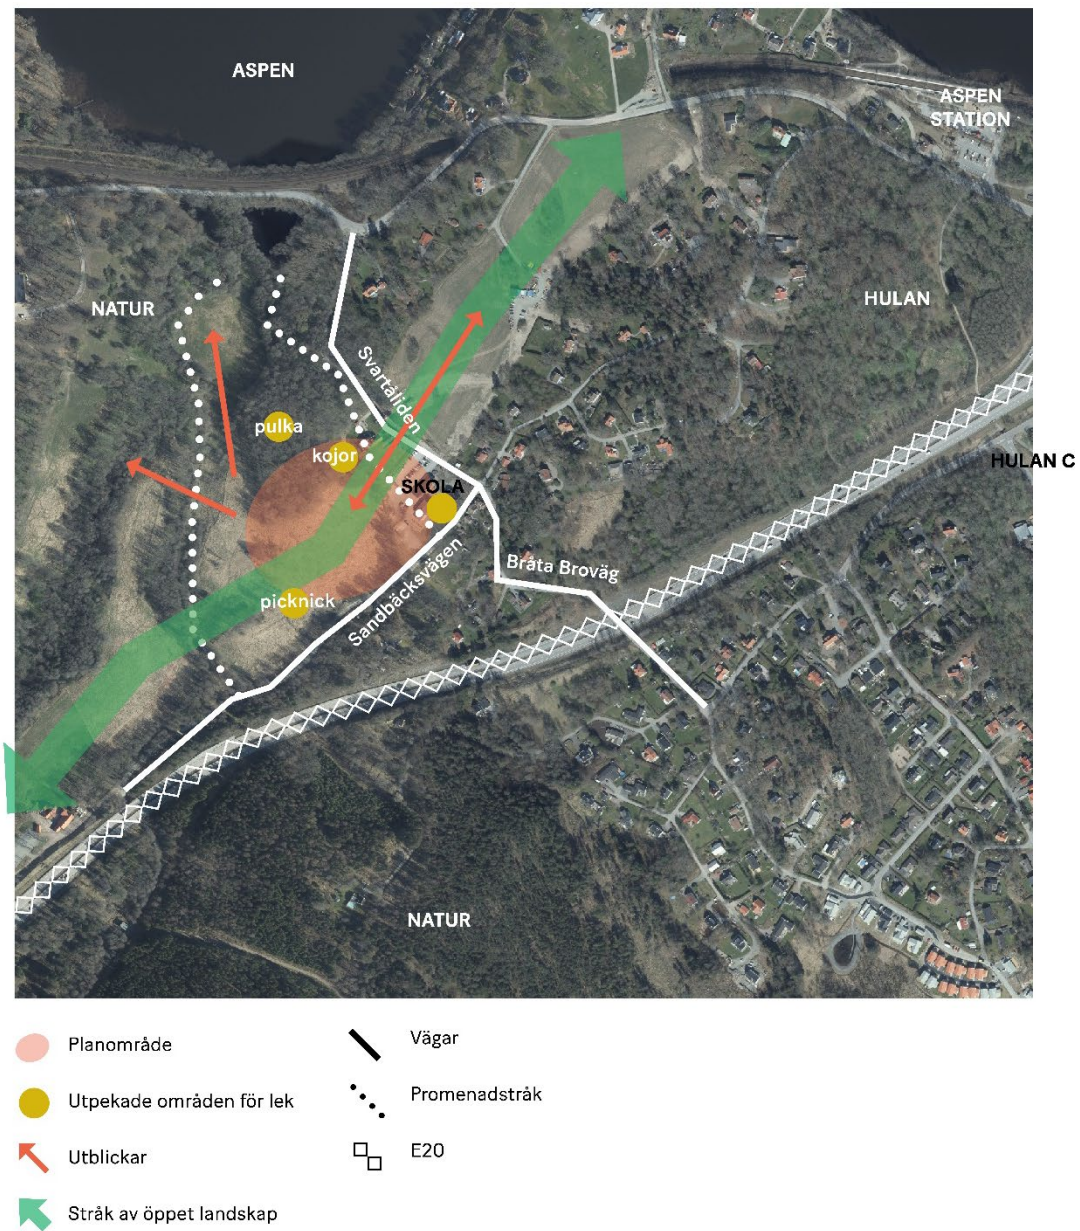 ASPEN
ASPEN
STATION
NATUR
HULAN
Svartåliden
pulka
kojor
SKOLA
HULAN C
Bråta Broväg
picknick
Sandbäcksvägen
NATUR
Planområde
Vägar
Utpekade områden för lek
Promenadstråk
Utblickar
E20
Stråk av öppet landskap